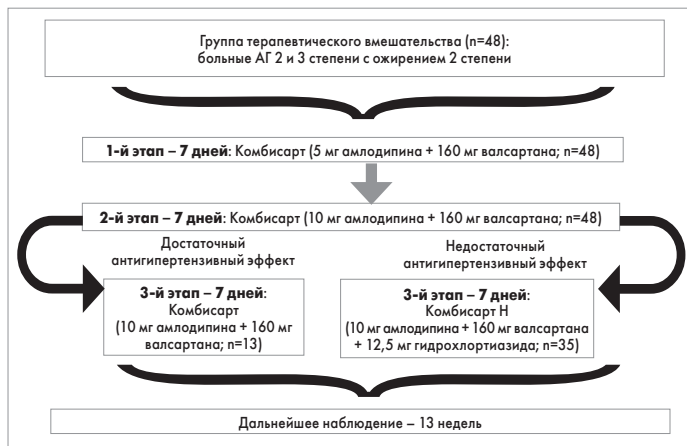 Группа терапевтического вмешательства (n=48):
больные АГ 2 и 3 степени с ожирением 2 степени
1-й этап – 7 дней: Комбисарт (5 мг амлодипина + 160 мг валсартана; n=48)
2-й этап – 7 дней: Комбисарт (10 мг амлодипина + 160 мг валсартана; n=48)
Достаточный
антигипертензивный эффект
Недостаточный
антигипертензивный эффект
3-й этап – 7 дней:
Комбисарт
(10 мг амлодипина + 160 мг
валсартана; n=13)
3-й этап – 7 дней:
Комбисарт Н
(10 мг амлодипина + 160 мг валсартана
+ 12,5 мг гидрохлортиазида; n=35)
Дальнейшее наблюдение – 13 недель